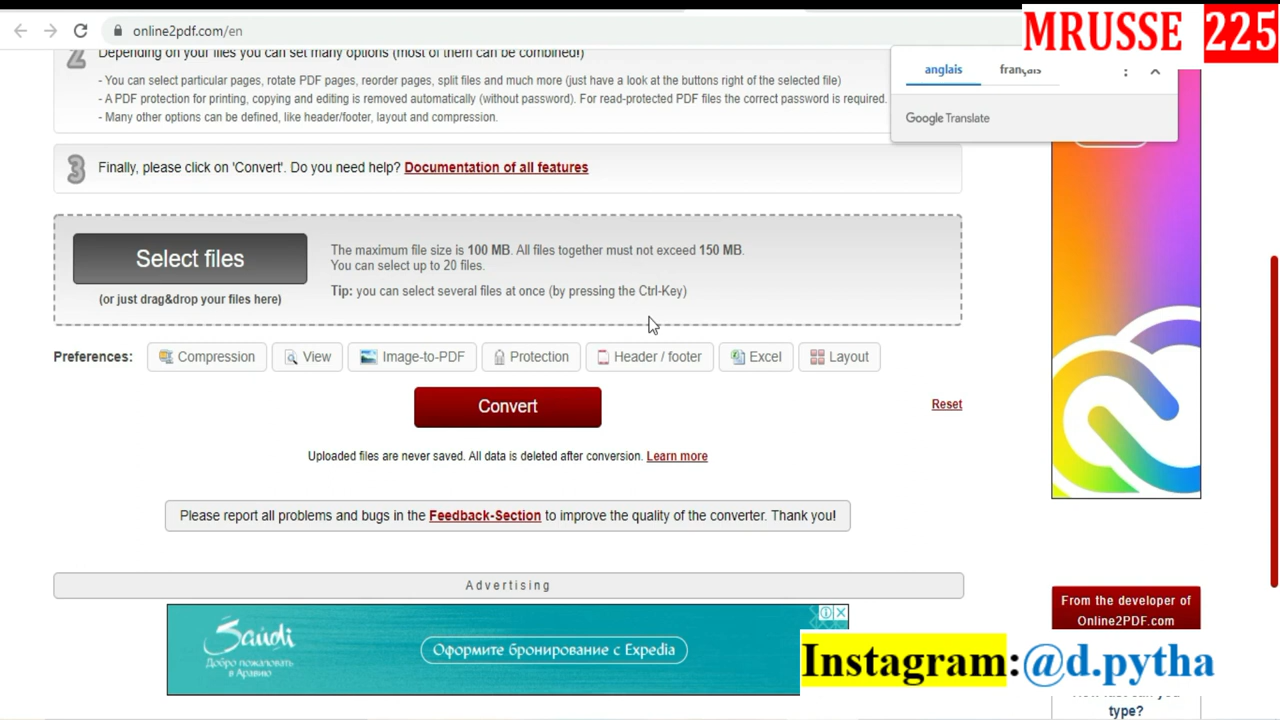 online2pdf.com/en
MRUSSE 225
2 Depending on your files you can set many options (most of them can be combined!)
- You can select particular pages, rotate PDF pages, reorder pages, split files and much more (just have a look at the buttons right of the selected file)
- A PDF protection for printing, copying and editing is removed automatically (without password). For read-protected PDF files the correct password is required.
- Many other options can be defined, like header/footer, layout and compression.
anglais français
Google Translate
3 Finally, please click on 'Convert'. Do you need help? Documentation of all features
Select files
(or just drag&drop your files here)
The maximum file size is 100 MB. All files together must not exceed 150 MB.
You can select up to 20 files.
Tip: you can select several files at once (by pressing the Ctrl-Key)
Preferences: Compression View Image-to-PDF Protection Header / footer Excel Layout
Convert
Reset
Uploaded files are never saved. All data is deleted after conversion. Learn more
Please report all problems and bugs in the Feedback-Section to improve the quality of the converter. Thank you!
Advertising
Saudi
Добро пожаловать
в Аравию
Оформите бронирование с Expedia
From the developer of
Online2PDF.com
Instagram:@d.pytha
How fast can you
type?